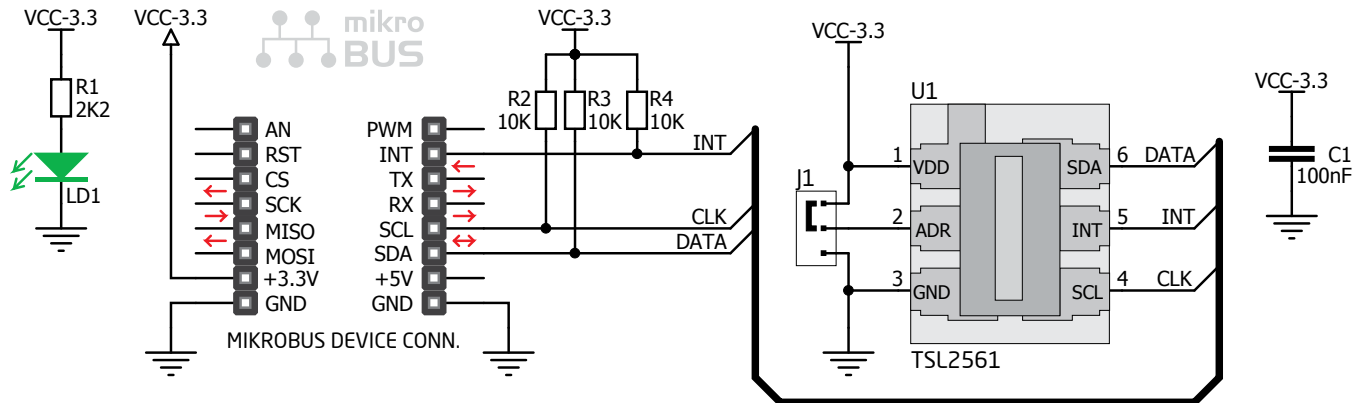 VCC-3.3
VCC-3.3
mikro
BUS
VCC-3.3
VCC-3.3
VCC-3.3
R1
2K2
LD1
AN
RST
CS
SCK
MISO
MOSI
+3.3V
GND
PWM
INT
TX
RX
SCL
SDA
+5V
GND
MIKROBUS DEVICE CONN.
R2
10K
R3
10K
R4
10K
INT
CLK
DATA
J1
U1
1
VDD
2
ADR
3
GND
SDA
6
DATA
INT
5
INT
SCL
4
CLK
TSL2561
C1
100nF